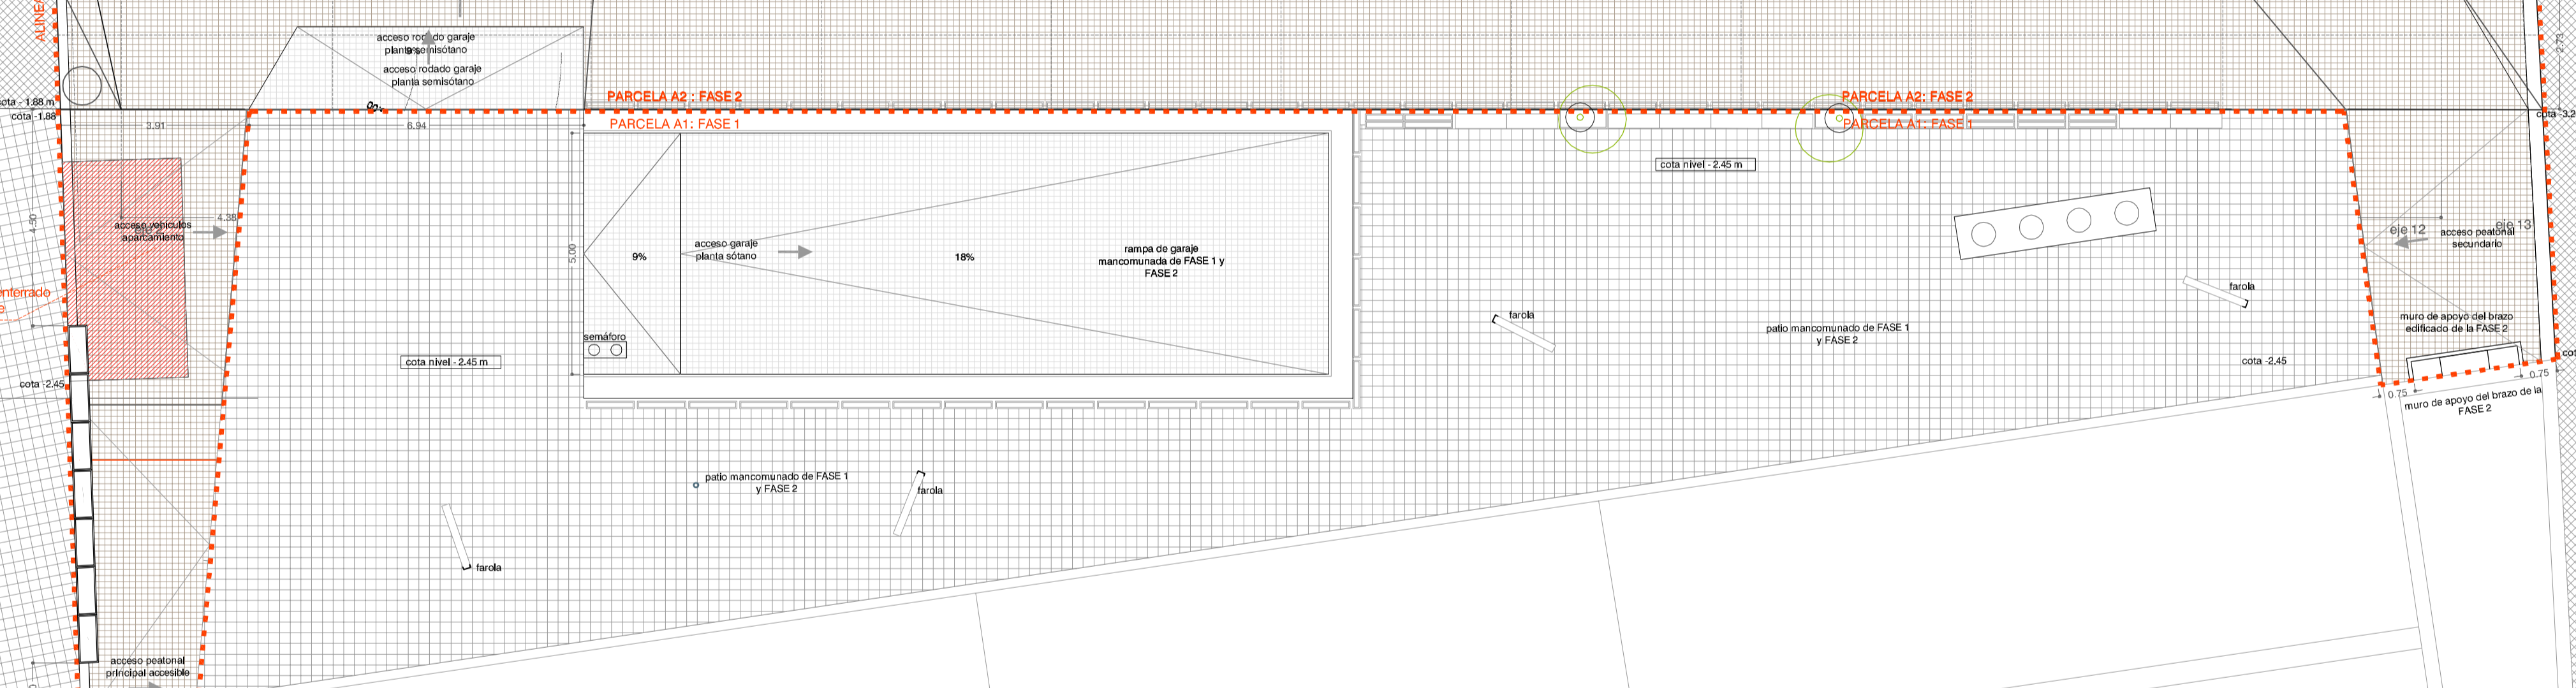 ALINEA
acceso rodado garaje
planta semisótano
9%
acceso rodado garaje
planta semisótano
PARCELA A2 : FASE 2
PARCELA A1: FASE 1
PARCELA A2: FASE 2
PARCELA A1: FASE 1
2.73
cota - 1.88 m
cota -1.88
cota -3.2
3.91
6.94
cota nivel - 2.45 m
4.50
4.38
acceso vehículos
aparcamiento
5.00
9%
acceso garaje
planta sótano
18%
rampa de garaje
mancomunada de FASE 1 y
FASE 2
eje 12
eje 13
acceso peatonal
secundario
enterrado
farola
farola
semáforo
patio mancomunado de FASE 1
y FASE 2
muro de apoyo del brazo
edificado de la FASE 2
cota nivel - 2.45 m
cota -2.45
cota -2.45
cot
0.75
0.75
muro de apoyo del brazo de la
FASE 2
patio mancomunado de FASE 1
y FASE 2
farola
farola
acceso peatonal
principal accesible